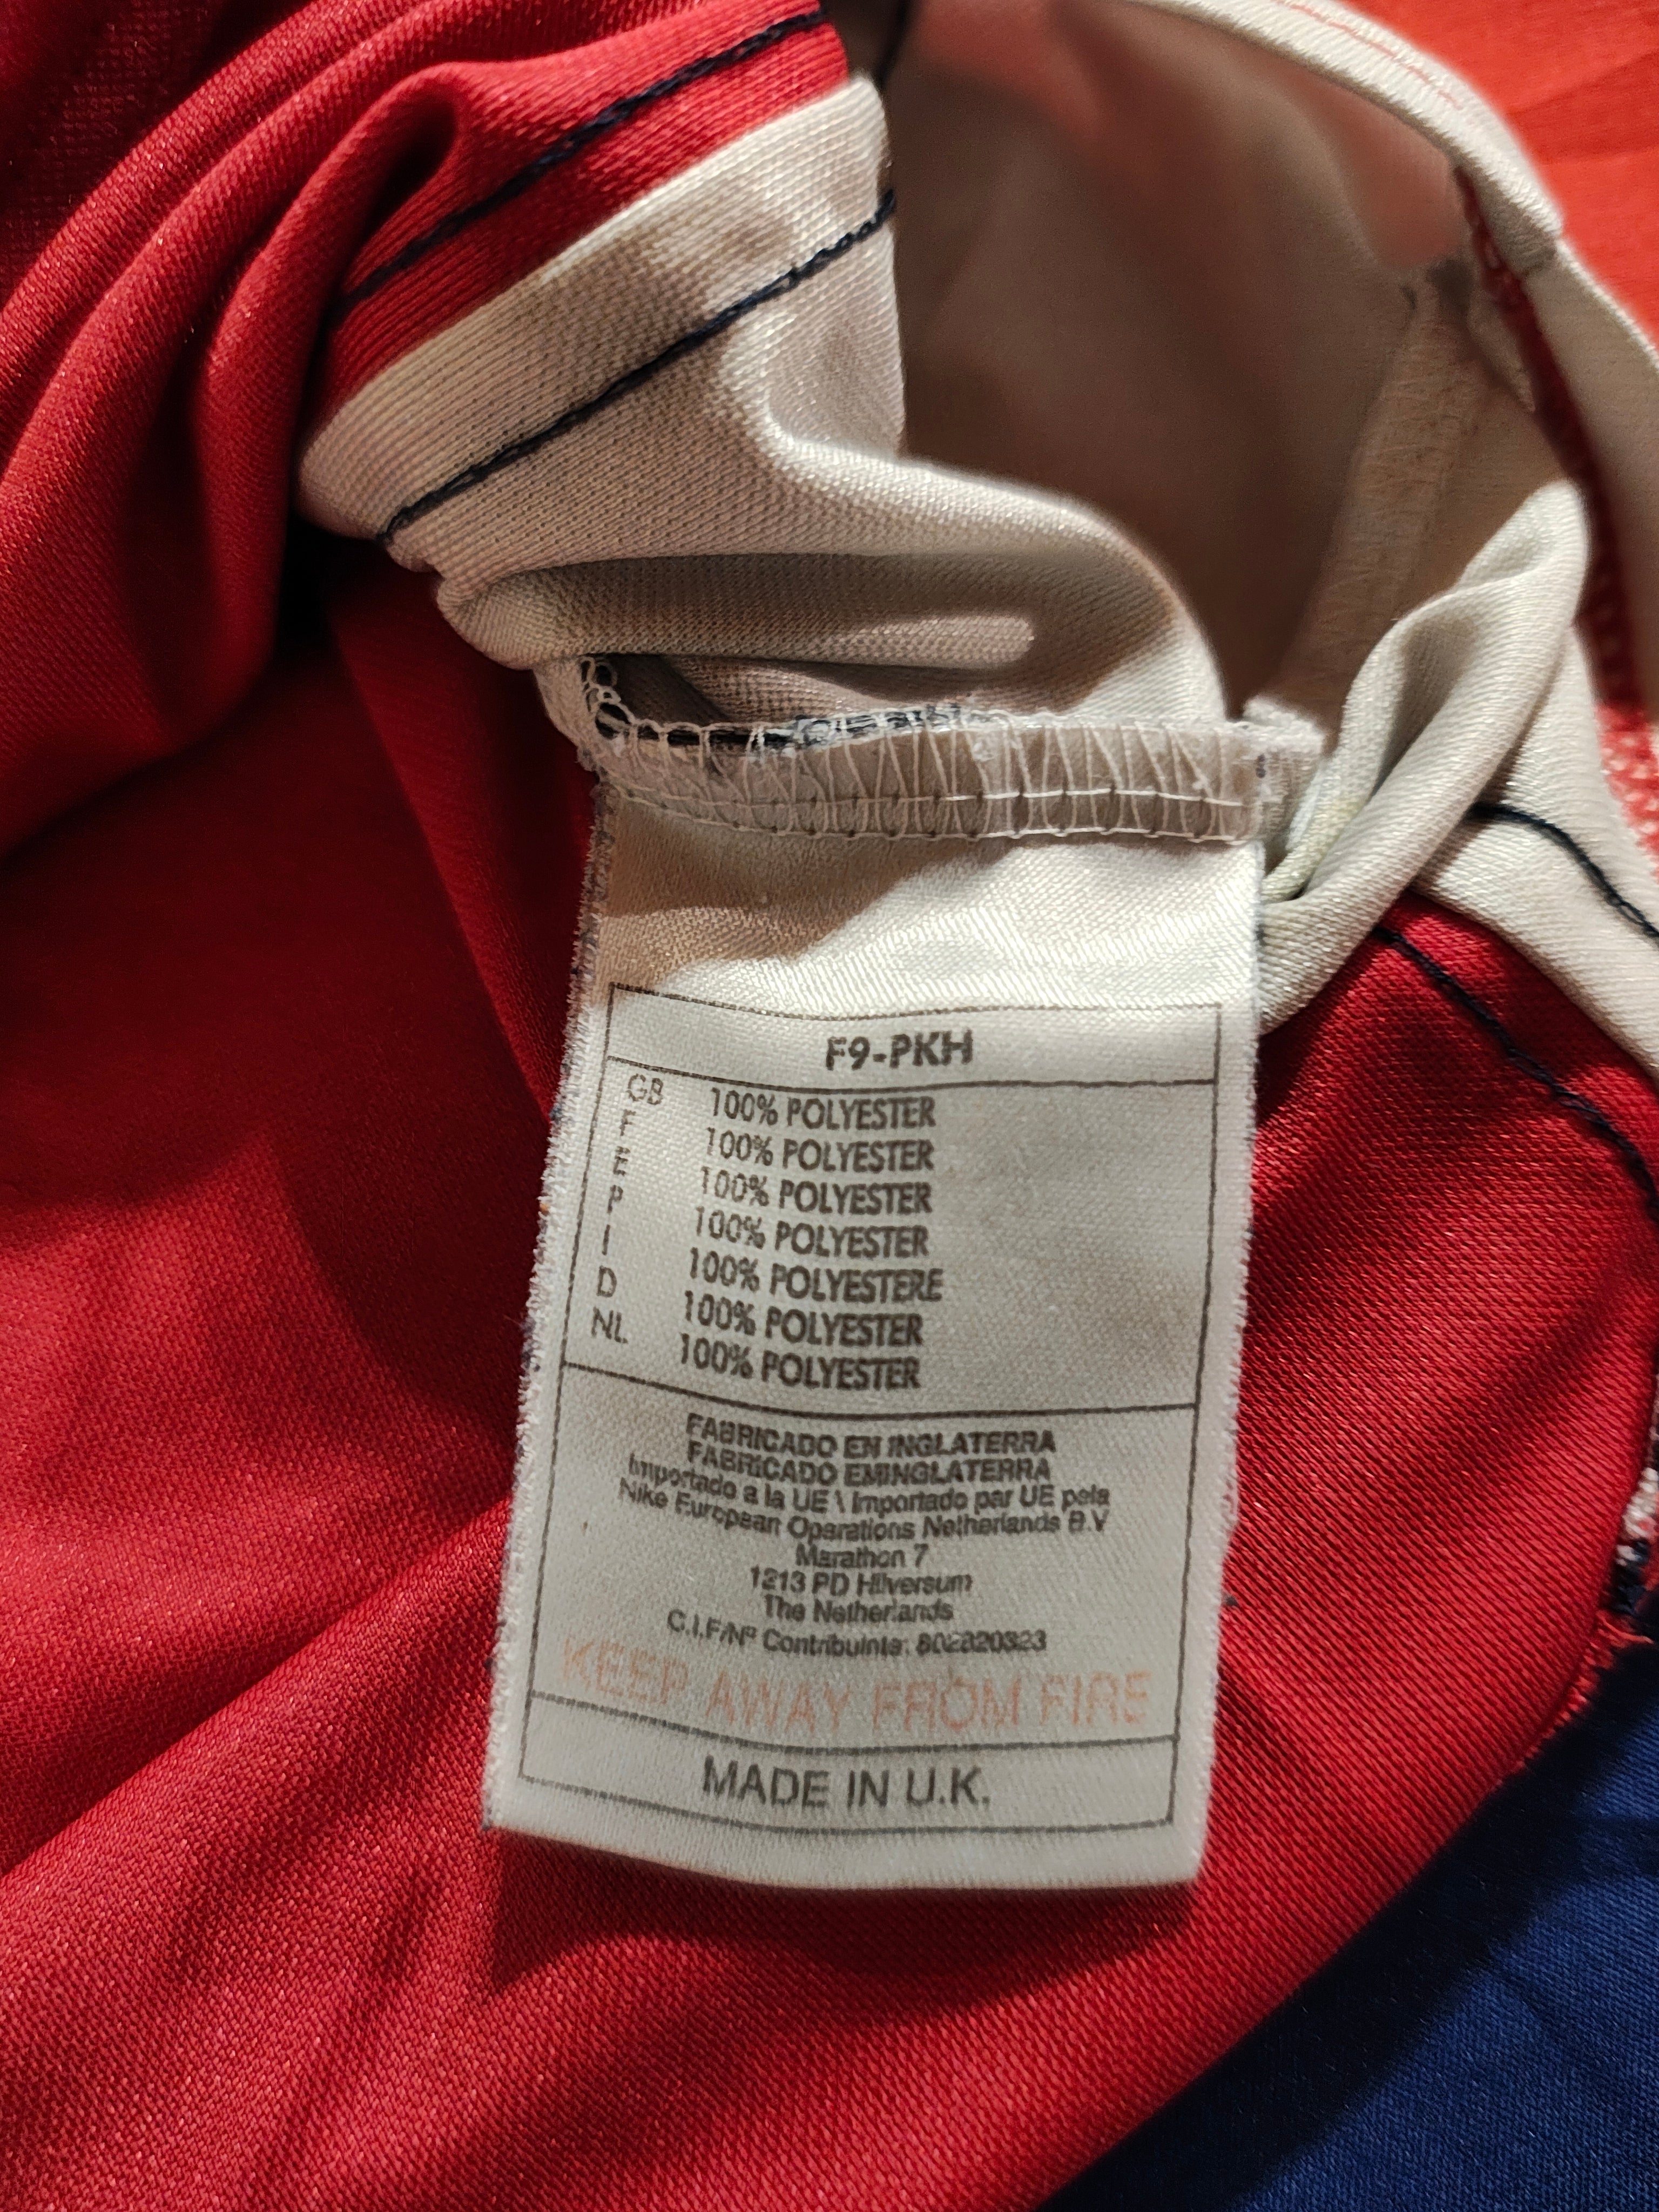 F9-PKH
GB 100% POLYESTER
F 100% POLYESTER
E 100% POLYESTER
P 100% POLYESTER
I 100% POLYESTERE
D 100% POLYESTER
NL 100% POLYESTER
FABRICADO EN INGLATERRA
FABRICADO EMINGLATERRA
Importado a la UE \ Importado par UE pela
Nike European Operations Netherlands B.V
Marathon 7
1213 PD Hilversum
The Netherlands
C.I.F/Nº Contribuinte: 802820323
KEEP AWAY FROM FIRE
MADE IN U.K.